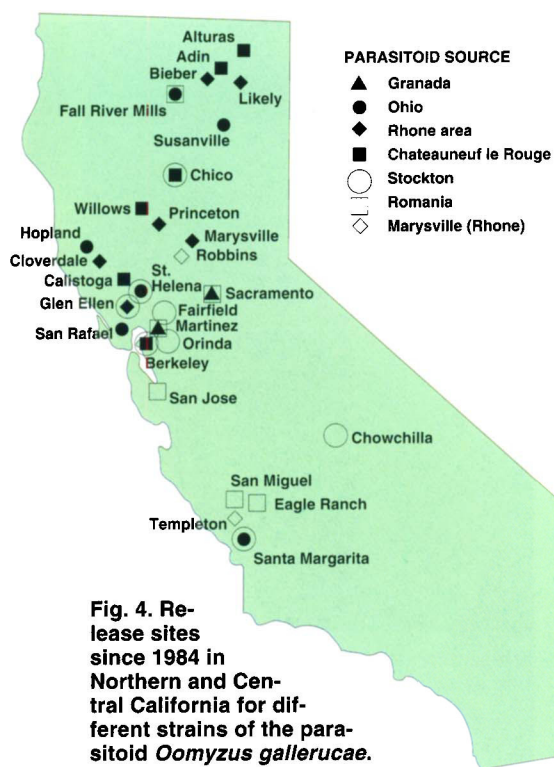 Alturas
Adin
Bieber
Likely
Fall River Mills
Susanville
Chico
Willows
Princeton
Hopland
Marysville
Cloverdale
Robbins
Calistoga
St.
Helena
Sacramento
Glen Ellen
Fairfield
San Rafael
Martinez
Orinda
Berkeley
San Jose
Chowchilla
San Miguel
Eagle Ranch
Templeton
Santa Margarita
PARASITOID SOURCE
Granada
Ohio
Rhone area
Chateauneuf le Rouge
Stockton
Romania
Marysville (Rhone)
Fig. 4. Re-
lease sites
since 1984 in
Northern and Cen-
tral California for dif-
ferent strains of the para-
sitoid Oomyzus gallerucae.